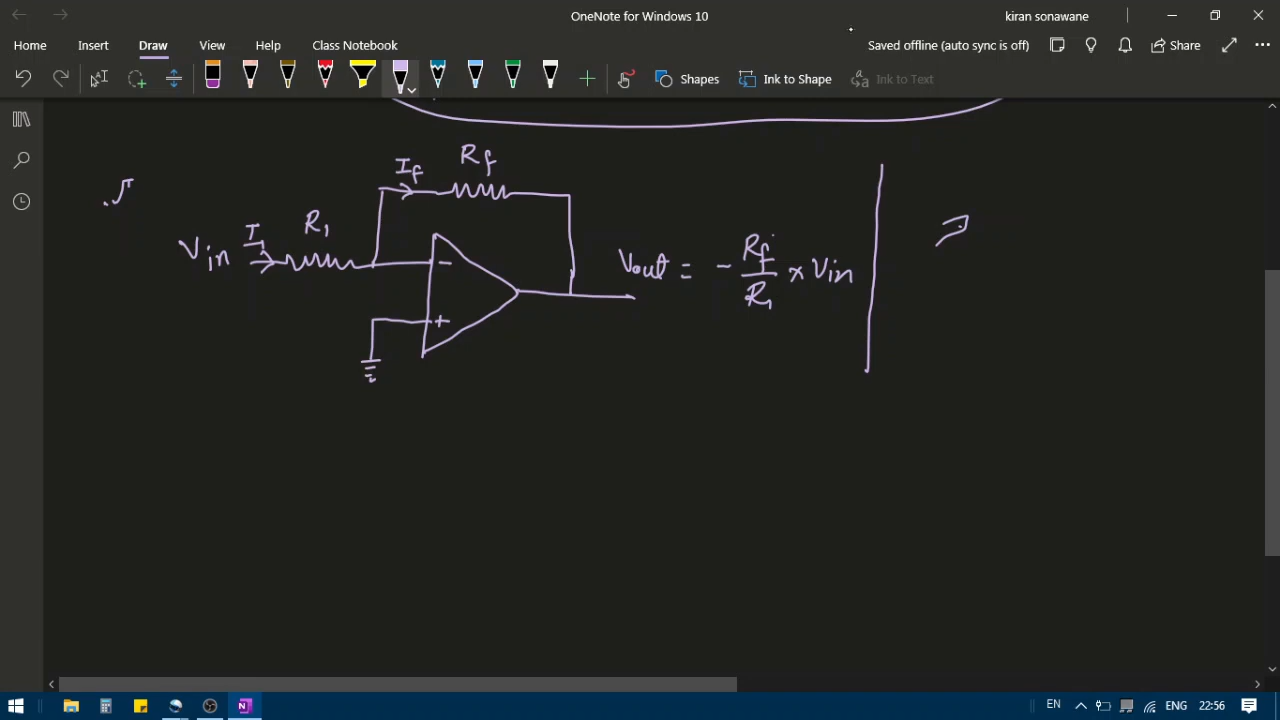 OneNote for Windows 10
kiran sonawane
Home Insert Draw View Help Class Notebook
Saved offline (auto sync is off)
Share
Shapes
Ink to Shape
Ink to Text
If
Rf
Vin
I1
R1
-
+
Vout = - Rf/R1 x Vin
EN
ENG
22:56